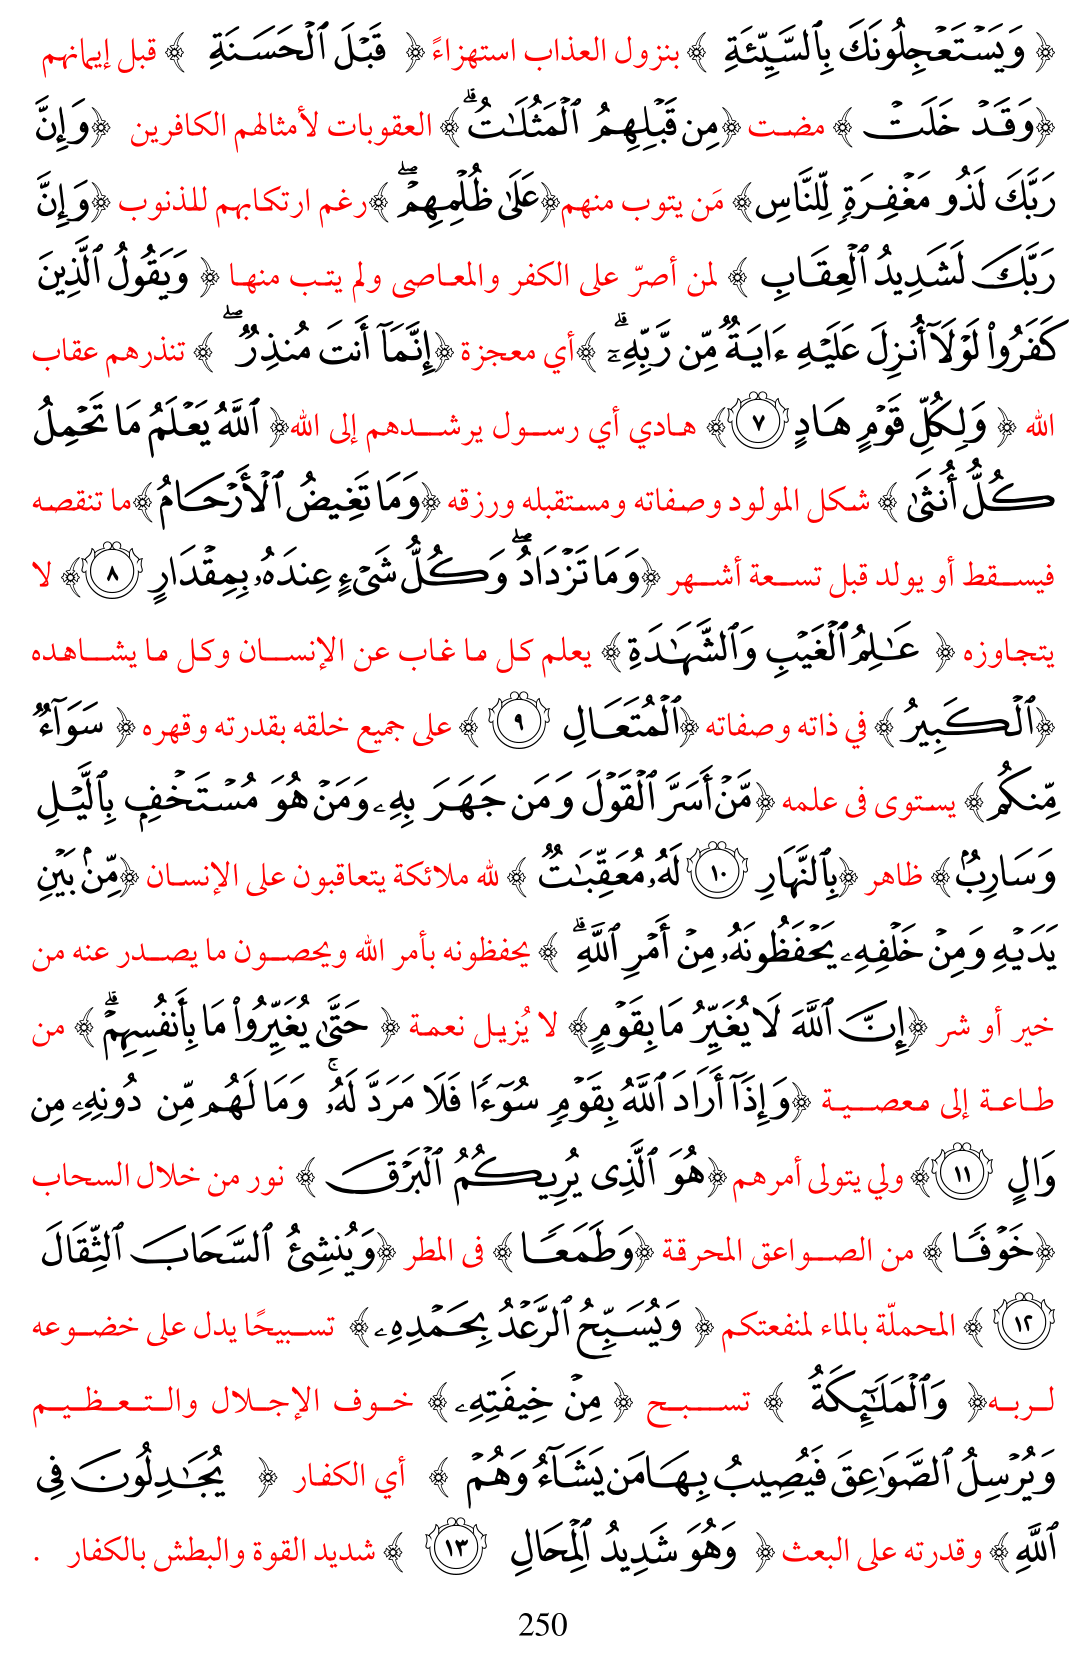 ﴿ وَيَسْتَعْجِلُونَكَ بِٱلسَّيِّئَةِ ﴾ بنزول العذاب استهزاءً ﴿ قَبْلَ ٱلْحَسَنَةِ ﴾ قبل إيمانهم
﴿وَقَدْ خَلَتْ ﴾ مضت ﴿مِن قَبْلِهِمُ ٱلْمَثُلَٰتُ ۗ﴾ العقوبات لأمثالهم الكافرين ﴿وَإِنَّ
رَبَّكَ لَذُو مَغْفِرَةٍۢ لِّلنَّاسِ﴾ مَن يتوب منهم ﴿عَلَىٰ ظُلْمِهِمْ ۖ﴾ رغم ارتكابهم للذنوب ﴿وَإِنَّ
رَبَّكَ لَشَدِيدُ ٱلْعِقَابِ ﴾ لمن أصرّ على الكفر والمعاصى ولم يتب منها ﴿ وَيَقُولُ ٱلَّذِينَ
كَفَرُوا۟ لَوْلَآ أُنزِلَ عَلَيْهِ ءَايَةٌۭ مِّن رَّبِّهِۦٓ ۗ ﴾ أي معجزة ﴿إِنَّمَآ أَنتَ مُنذِرٌۭ ۖ ﴾ تنذرهم عقاب
الله ﴿ وَلِكُلِّ قَوْمٍ هَادٍ ٧﴾ هـادي أي رسول يرشدهم إلى الله﴿ ٱللَّهُ يَعْلَمُ مَا تَحْمِلُ
كُلُّ أُنثَىٰ ﴾ شكل المولود وصفاته ومستقبله ورزقه ﴿وَمَا تَغِيضُ ٱلْأَرْحَامُ﴾ ما تنقصه
فيسقط أو يولد قبل تسعة أشهر ﴿وَمَا تَزْدَادُ ۖ وَكُلُّ شَىْءٍ عِندَهُۥ بِمِقْدَارٍ ٨﴾ لا
يتجاوزه ﴿ عَٰلِمُ ٱلْغَيْبِ وَٱلشَّهَٰدَةِ﴾ يعلم كل ما غاب عن الإنسان وكل ما يشاهده
﴿ٱلْكَبِيرُ ﴾ في ذاته وصفاته ﴿ٱلْمُتَعَالِ ٩ ﴾ على جميع خلقه بقدرته وقهره ﴿ سَوَآءٌۭ
مِّنكُم﴾ يستوى فى علمه ﴿مَّنْ أَسَرَّ ٱلْقَوْلَ وَمَن جَهَرَ بِهِۦ وَمَنْ هُوَ مُسْتَخْفٍۭ بِٱلَّيْلِ
وَسَارِبٌۢ﴾ ظاهر ﴿بِٱلنَّهَارِ ١٠ لَهُۥ مُعَقِّبَٰتٌۭ ﴾ لله ملائكة يتعاقبون على الإنسان ﴿مِّنۢ بَيْنِ
يَدَيْهِ وَمِنْ خَلْفِهِۦ يَحْفَظُونَهُۥ مِنْ أَمْرِ ٱللَّهِ ۗ ﴾ يحفظونه بأمر الله ويحصون ما يصدر عنه من
خير أو شر ﴿إِنَّ ٱللَّهَ لَا يُغَيِّرُ مَا بِقَوْمٍ﴾ لا يُزيل نعمة ﴿ حَتَّىٰ يُغَيِّرُوا۟ مَا بِأَنفُسِهِمْ ۗ﴾ من
طاعة إلى معصية ﴿وَإِذَآ أَرَادَ ٱللَّهُ بِقَوْمٍۢ سُوٓءًۭا فَلَا مَرَدَّ لَهُۥ ۚ وَمَا لَهُم مِّن دُونِهِۦ مِن
وَالٍ ١١﴾ ولي يتولى أمرهم ﴿هُوَ ٱلَّذِى يُرِيكُمُ ٱلْبَرْقَ ﴾ نور من خلال السحاب
﴿خَوْفًۭا ﴾ من الصواعق المحرقة ﴿وَطَمَعًۭا ﴾ فى المطر ﴿وَيُنشِئُ ٱلسَّحَابَ ٱلثِّقَالَ
١٢ ﴾ المحملّة بالماء لمنفعتكم ﴿ وَيُسَبِّحُ ٱلرَّعْدُ بِحَمْدِهِۦ ﴾ تسبيحًا يدل على خضوعه
لربه﴿ وَٱلْمَلَٰٓئِكَةُ ﴾ تسبح ﴿ مِنْ خِيفَتِهِۦ ﴾ خوف الإجلال والتعظيم
وَيُرْسِلُ ٱلصَّوَٰعِقَ فَيُصِيبُ بِهَا مَن يَشَآءُ وَهُمْ ﴾ أي الكفار ﴿ يُجَٰدِلُونَ فِى
ٱللَّهِ ﴾ وقدرته على البعث ﴿ وَهُوَ شَدِيدُ ٱلْمِحَالِ ١٣ ﴾ شديد القوة والبطش بالكفار .
250